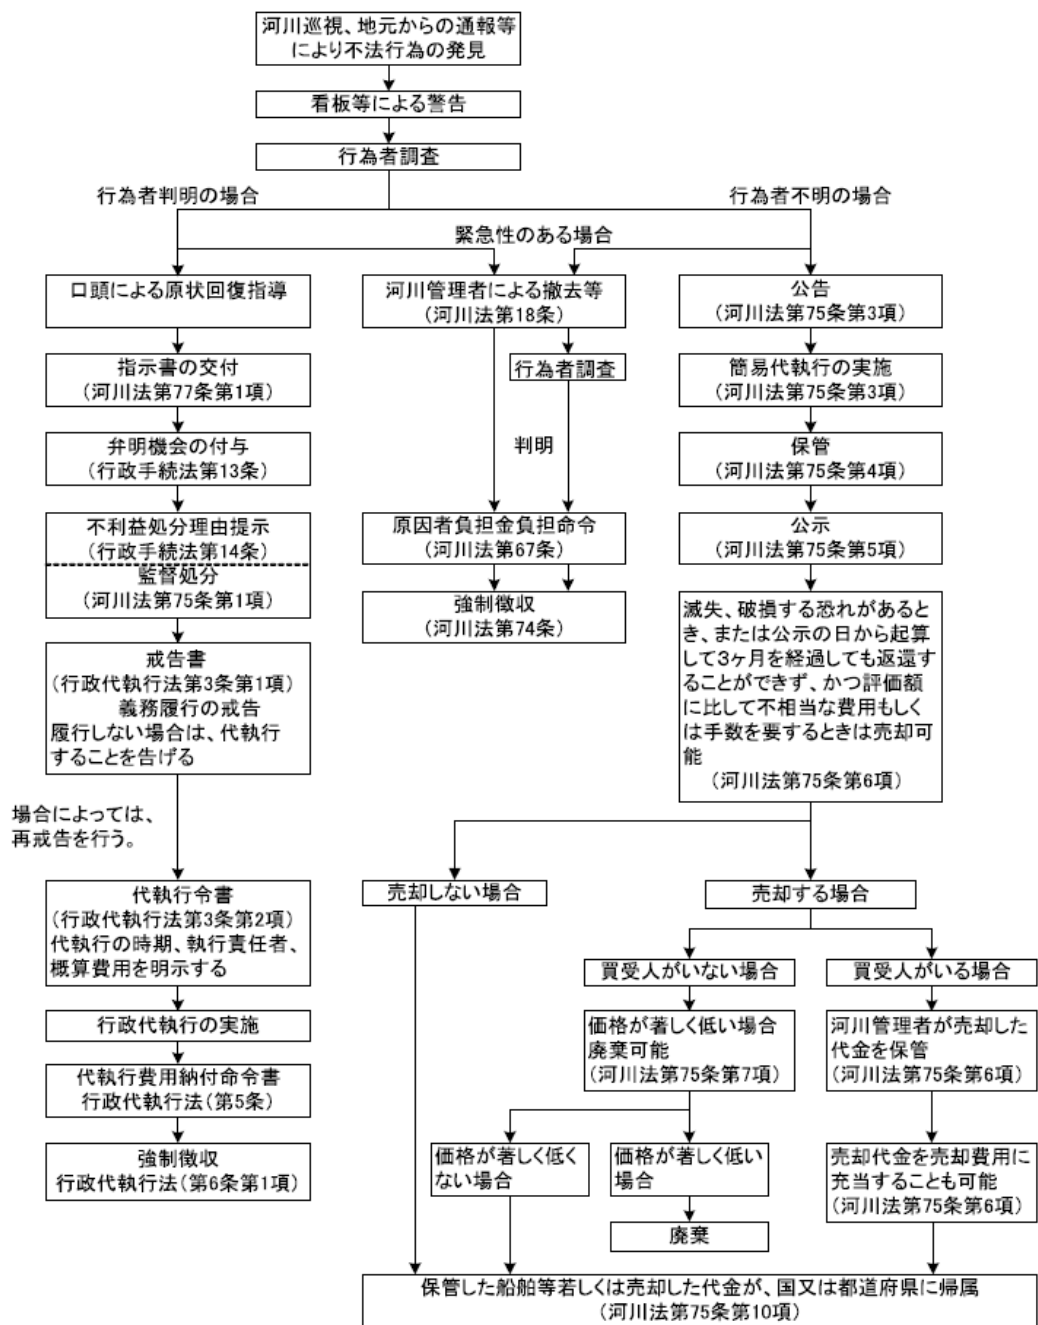 河川巡視、地元からの通報等
により不法行為の発見
看板等による警告
行為者調査
行為者判明の場合
行為者不明の場合
緊急性のある場合
口頭による原状回復指導
指示書の交付
(河川法第77条第1項)
弁明機会の付与
(行政手続法第13条)
不利益処分理由提示
(行政手続法第14条)
監督処分
(河川法第75条第1項)
戒告書
(行政代執行法第3条第1項)
義務履行の戒告
履行しない場合は、代執行
することを告げる
場合によっては、
再戒告を行う。
代執行令書
(行政代執行法第3条第2項)
代執行の時期、執行責任者、
概算費用を明示する
行政代執行の実施
代執行費用納付命令書
行政代執行法(第5条)
強制徴収
行政代執行法(第6条第1項)
河川管理者による撤去等
(河川法第18条)
行為者調査
判明
原因者負担金負担命令
(河川法第67条)
強制徴収
(河川法第74条)
公告
(河川法第75条第3項)
簡易代執行の実施
(河川法第75条第3項)
保管
(河川法第75条第4項)
公示
(河川法第75条第5項)
滅失、破損する恐れがあると
き、または公示の日から起算
して3ヶ月を経過しても返還す
ることができず、かつ評価額
に比して不相当な費用もしく
は手数を要するときは売却可
能
(河川法第75条第6項)
売却しない場合
売却する場合
買受人がいない場合
買受人がいる場合
価格が著しく低い場合
廃棄可能
(河川法第75条第7項)
河川管理者が売却した
代金を保管
(河川法第75条第6項)
価格が著しく低く
ない場合
価格が著しく低い
場合
廃棄
売却代金を売却費用に
充当することも可能
(河川法第75条第6項)
保管した船舶等若しくは売却した代金が、国又は都道府県に帰属
(河川法第75条第10項)